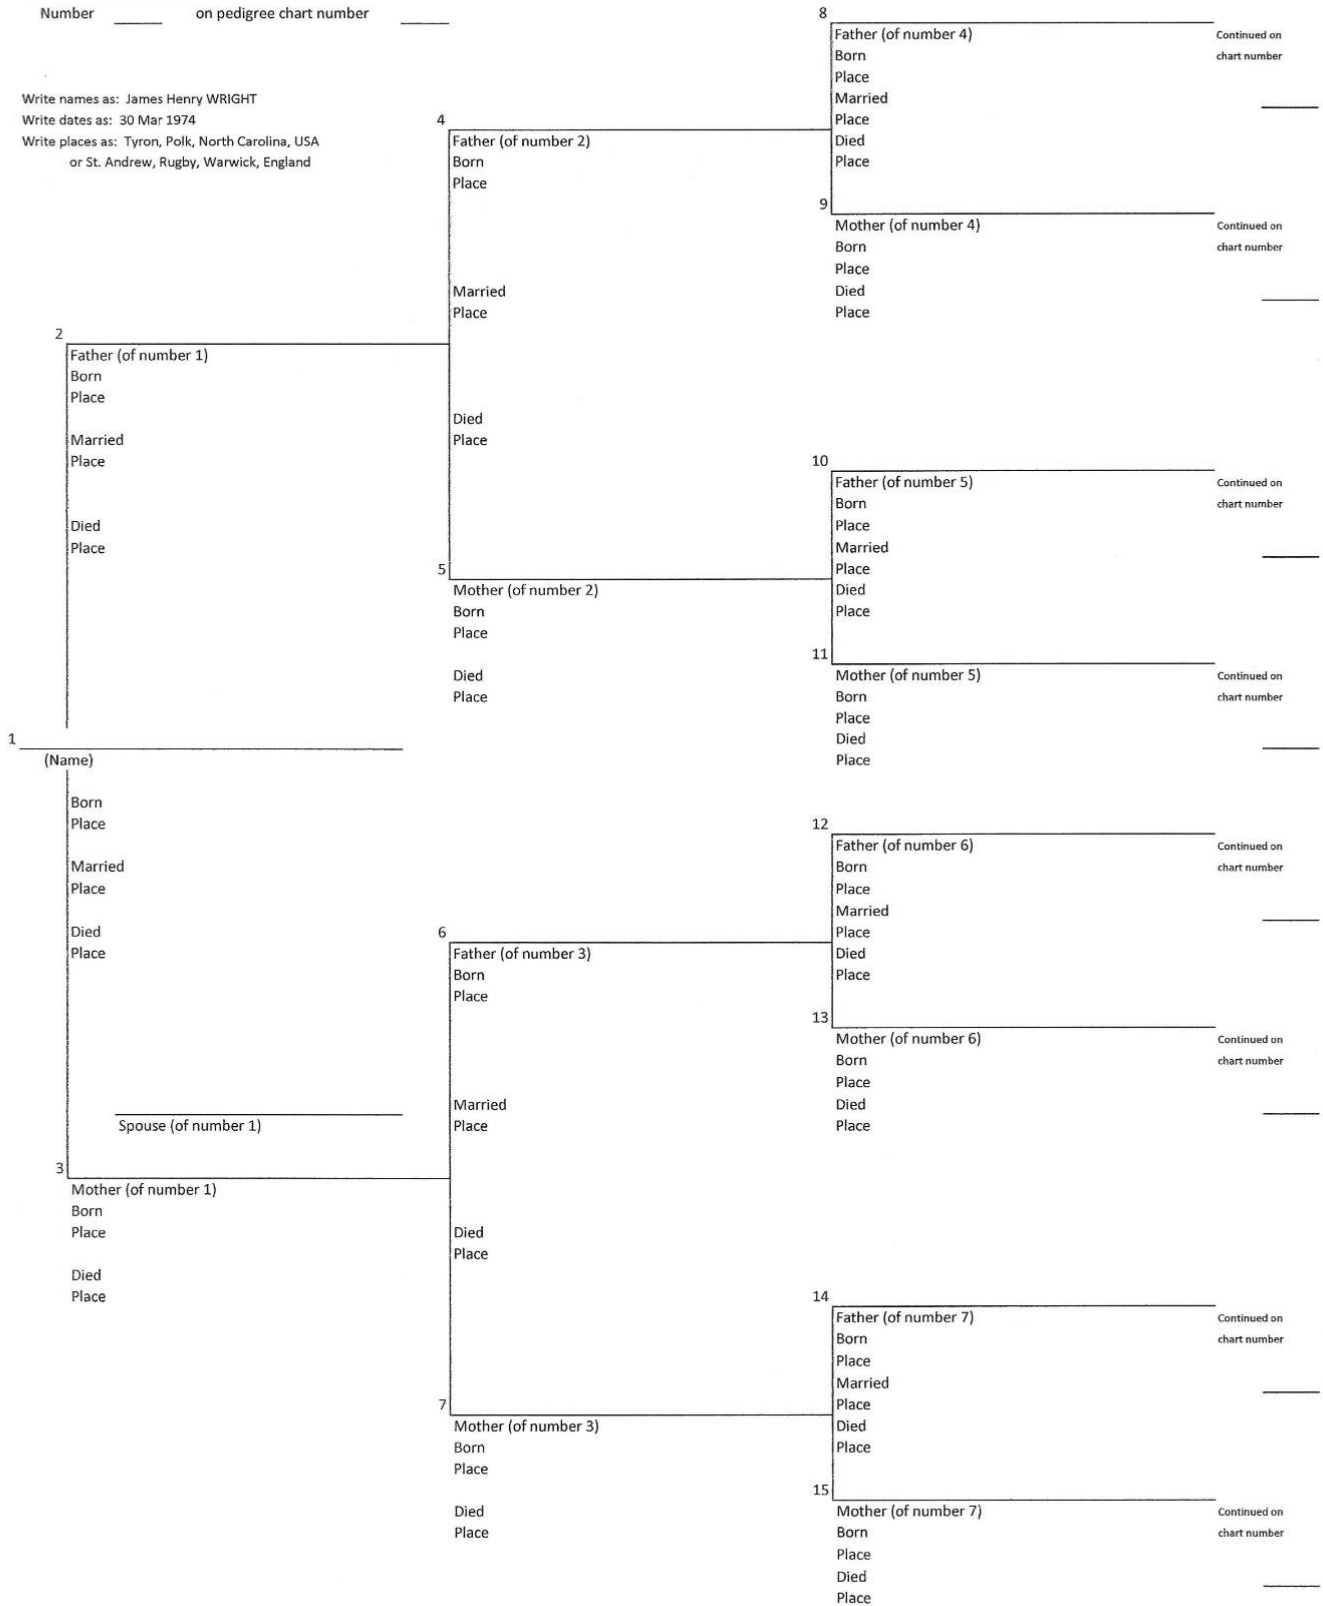 Number on pedigree chart number
Write names as: James Henry WRIGHT
Write dates as: 30 Mar 1974
Write places as: Tyron, Polk, North Carolina, USA
or St. Andrew, Rugby, Warwick, England
1
(Name)
Born
Place
Married
Place
Died
Place
Spouse (of number 1)
2
Father (of number 1)
Born
Place
Married
Place
Died
Place
3
Mother (of number 1)
Born
Place
Died
Place
4
Father (of number 2)
Born
Place
Married
Place
Died
Place
5
Mother (of number 2)
Born
Place
Died
Place
6
Father (of number 3)
Born
Place
Married
Place
Died
Place
7
Mother (of number 3)
Born
Place
Died
Place
8
Father (of number 4)
Born
Place
Married
Place
Died
Place
Continued on
chart number
9
Mother (of number 4)
Born
Place
Died
Place
Continued on
chart number
10
Father (of number 5)
Born
Place
Married
Place
Died
Place
Continued on
chart number
11
Mother (of number 5)
Born
Place
Died
Place
Continued on
chart number
12
Father (of number 6)
Born
Place
Married
Place
Died
Place
Continued on
chart number
13
Mother (of number 6)
Born
Place
Died
Place
Continued on
chart number
14
Father (of number 7)
Born
Place
Married
Place
Died
Place
Continued on
chart number
15
Mother (of number 7)
Born
Place
Died
Place
Continued on
chart number